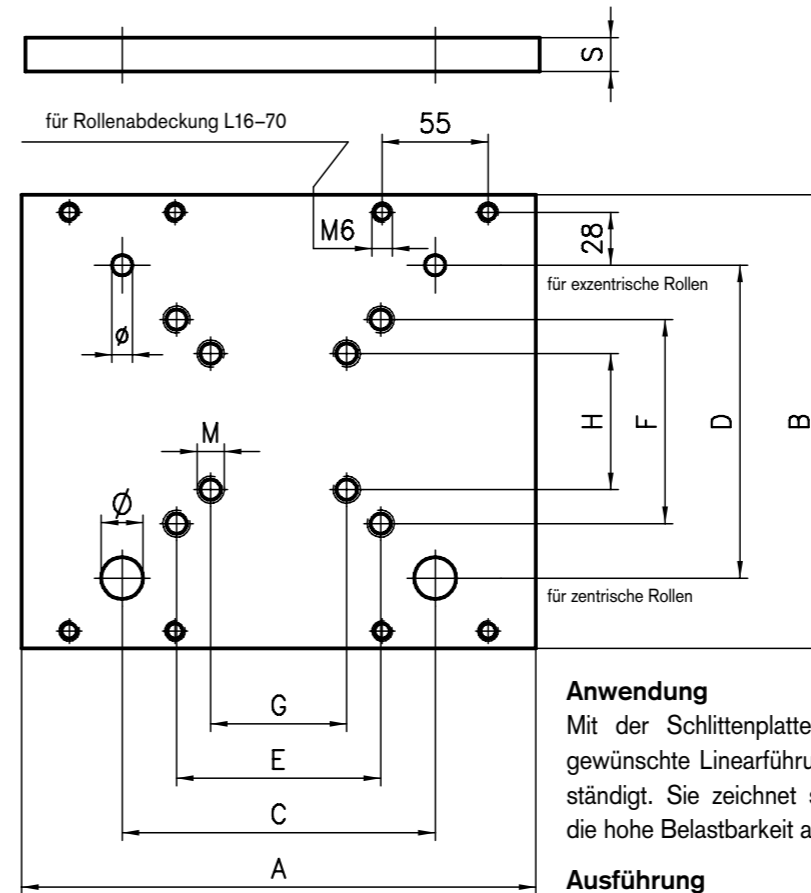 S
für Rollenabdeckung L16–70
55
M6
28
für exzentrische Rollen
ø
H
F
D
B
M
Ø
für zentrische Rollen
G
E
C
A
Anwendung
Mit der Schlittenplatte
gewünschte Linearführu
ständigt. Sie zeichnet s
die hohe Belastbarkeit a
Ausführung